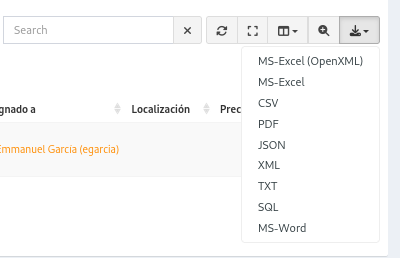 Search
MS-Excel (OpenXML)
MS-Excel
CSV
PDF
JSON
XML
TXT
SQL
MS-Word
gnado a
Localización
Prec
Emmanuel García (egarcia)